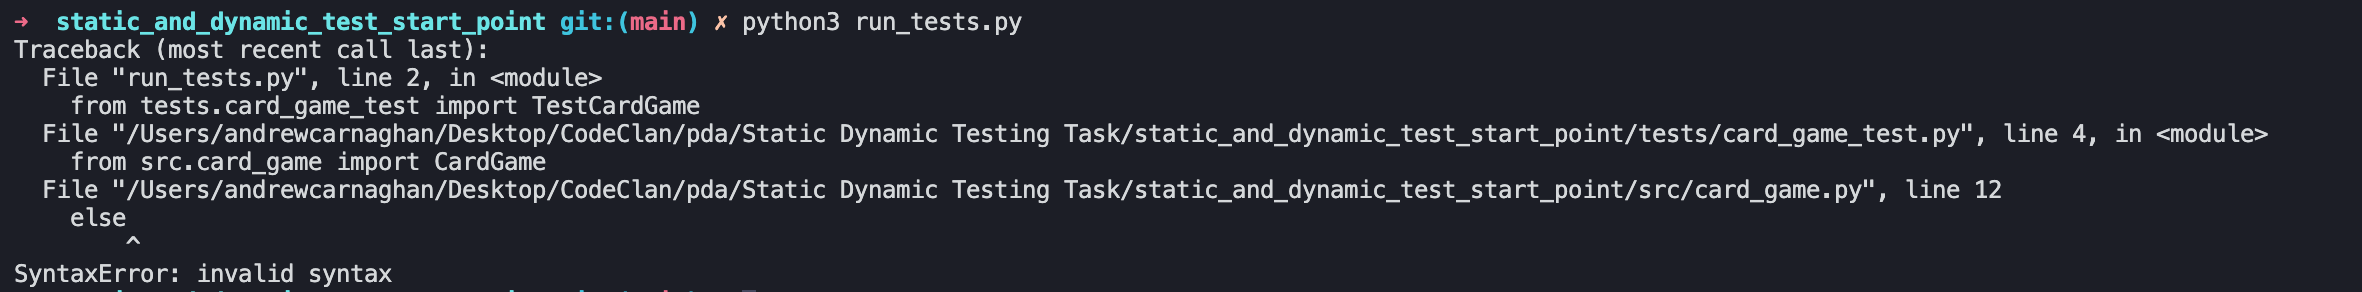 ➜  static_and_dynamic_test_start_point git:(main) ✗ python3 run_tests.py
Traceback (most recent call last):
  File "run_tests.py", line 2, in <module>
    from tests.card_game_test import TestCardGame
  File "/Users/andrewcarnaghan/Desktop/CodeClan/pda/Static Dynamic Testing Task/static_and_dynamic_test_start_point/tests/card_game_test.py", line 4, in <module>
    from src.card_game import CardGame
  File "/Users/andrewcarnaghan/Desktop/CodeClan/pda/Static Dynamic Testing Task/static_and_dynamic_test_start_point/src/card_game.py", line 12
    else
        ^
SyntaxError: invalid syntax